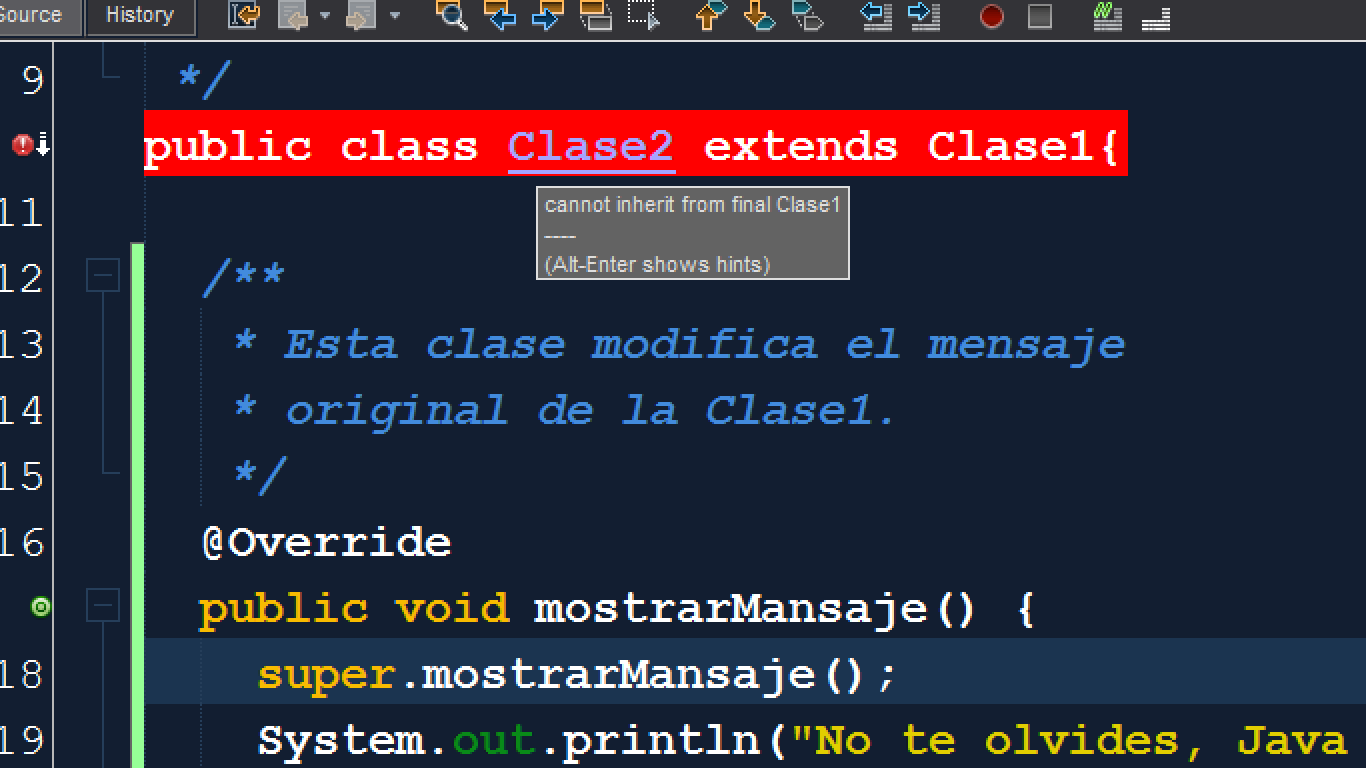 Source History
9 */
public class Clase2 extends Clase1{
cannot inherit from final Clase1
----
(Alt-Enter shows hints)
11
12 /**
13 * Esta clase modifica el mensaje
14 * original de la Clase1.
15 */
16 @Override
public void mostrarMansaje() {
18 super.mostrarMansaje();
19 System.out.println("No te olvides, Java